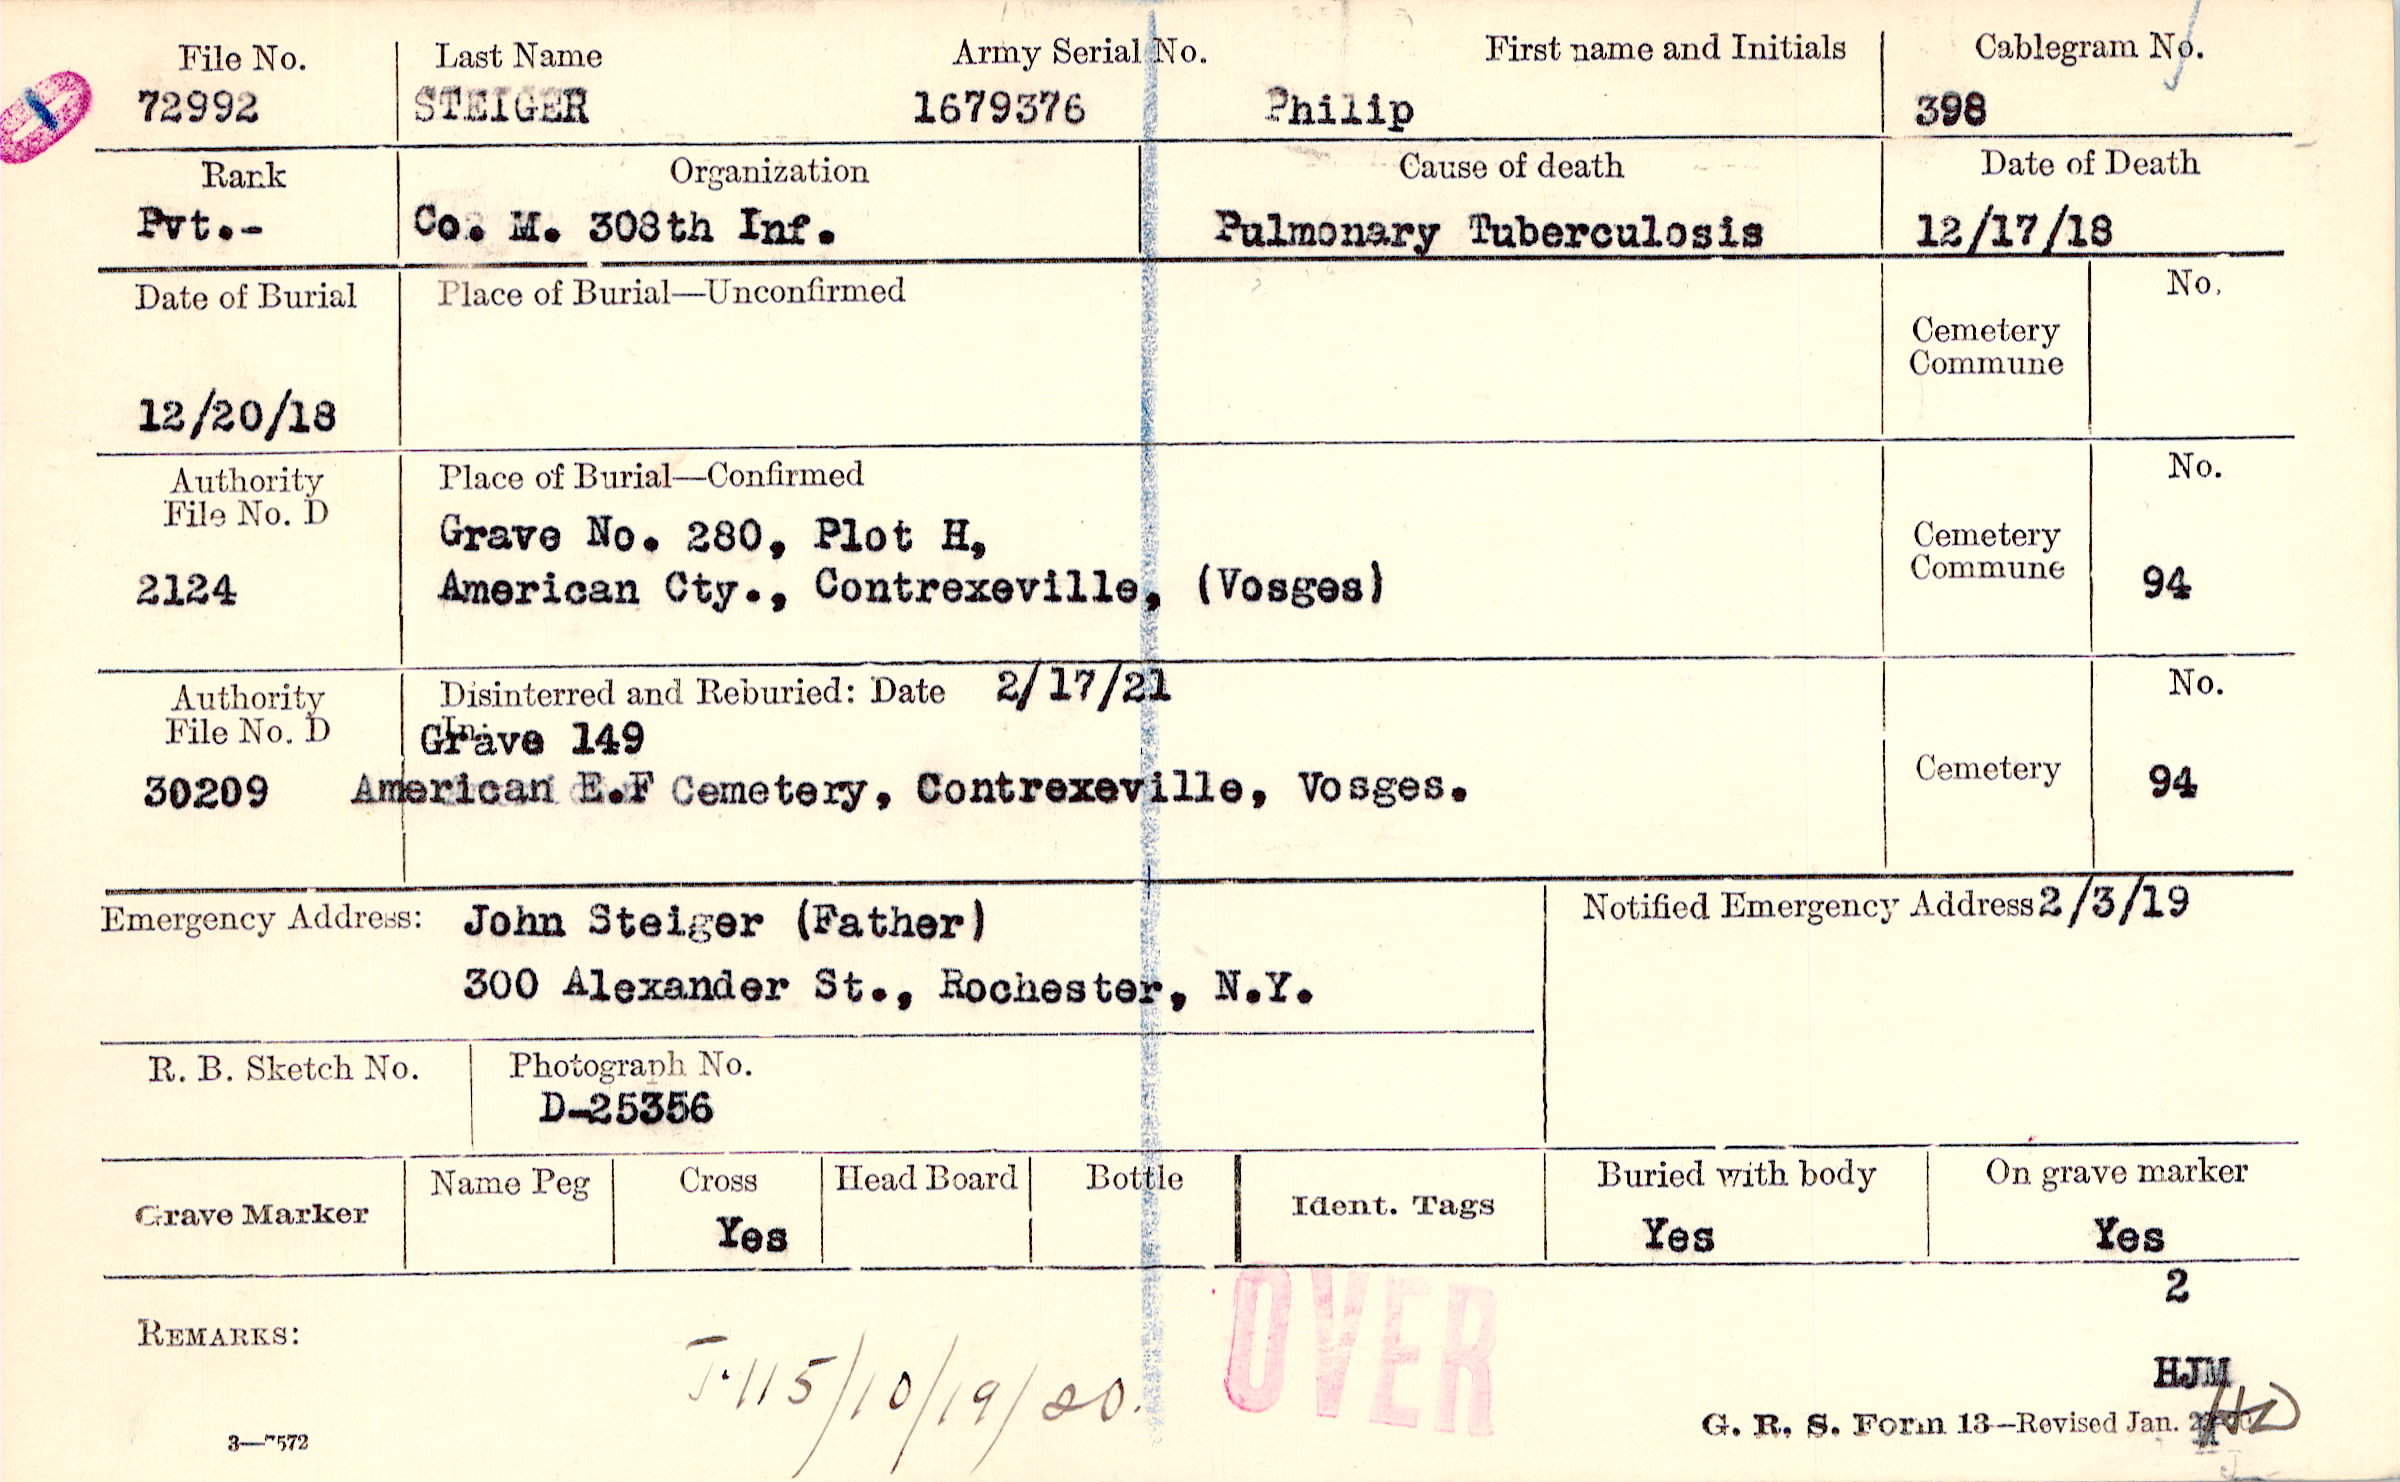 File No. Last Name Army Serial No. First name and Initials Cablegram No.
72992 STEIGER 1679376 Philip 398
Rank Organization Cause of death Date of Death
Pvt.- Co. M. 308th Inf. Pulmonary Tuberculosis 12/17/18
Date of Burial Place of Burial—Unconfirmed No.
Cemetery
Commune
12/20/18
Authority Place of Burial—Confirmed No.
File No. D
Grave No. 280, Plot H, Cemetery
2124 American Cty., Contrexeville, (Vosges) Commune 94
Authority Disinterred and Reburied: Date 2/17/21 No.
File No. D In:
Grave 149
30209 American E.F Cemetery, Contrexeville, Vosges. Cemetery 94
Emergency Address: John Steiger (Father) Notified Emergency Address 2/3/19
300 Alexander St., Rochester, N.Y.
R. B. Sketch No. Photograph No.
D-25356
Grave Marker Name Peg Cross Head Board Bottle Ident. Tags Buried with body On grave marker
Yes Yes Yes
2
REMARKS: OVER
115/10/19/20.
HJM
G. R. S. Form 13—Revised Jan.